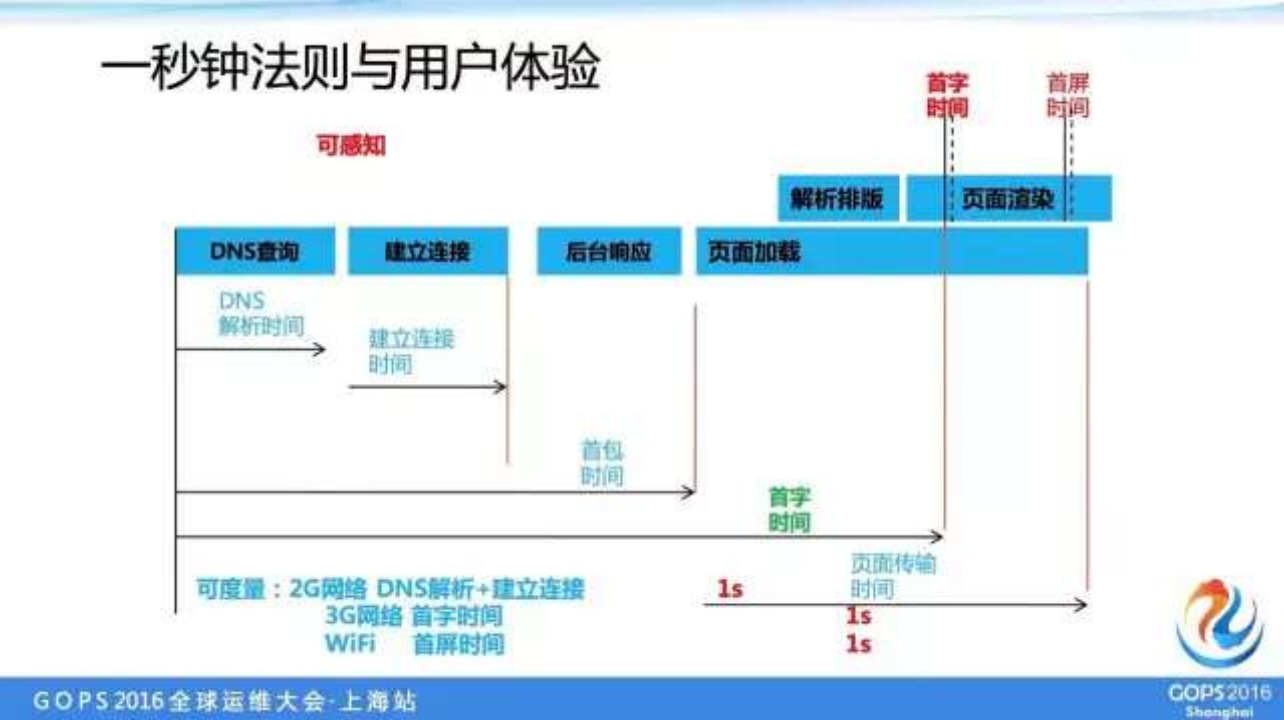 一秒钟法则与用户体验
首字
时间
首屏
时间
可感知
解析排版
页面渲染
DNS查询
建立连接
后台响应
页面加载
DNS
解析时间
建立连接
时间
首包
时间
首字
时间
页面传输
时间
可度量：2G网络 DNS解析+建立连接 1s
3G网络 首字时间 1s
WiFi 首屏时间 1s
GOPS 2016 全球运维大会·上海站
GOPS2016
Shanghai